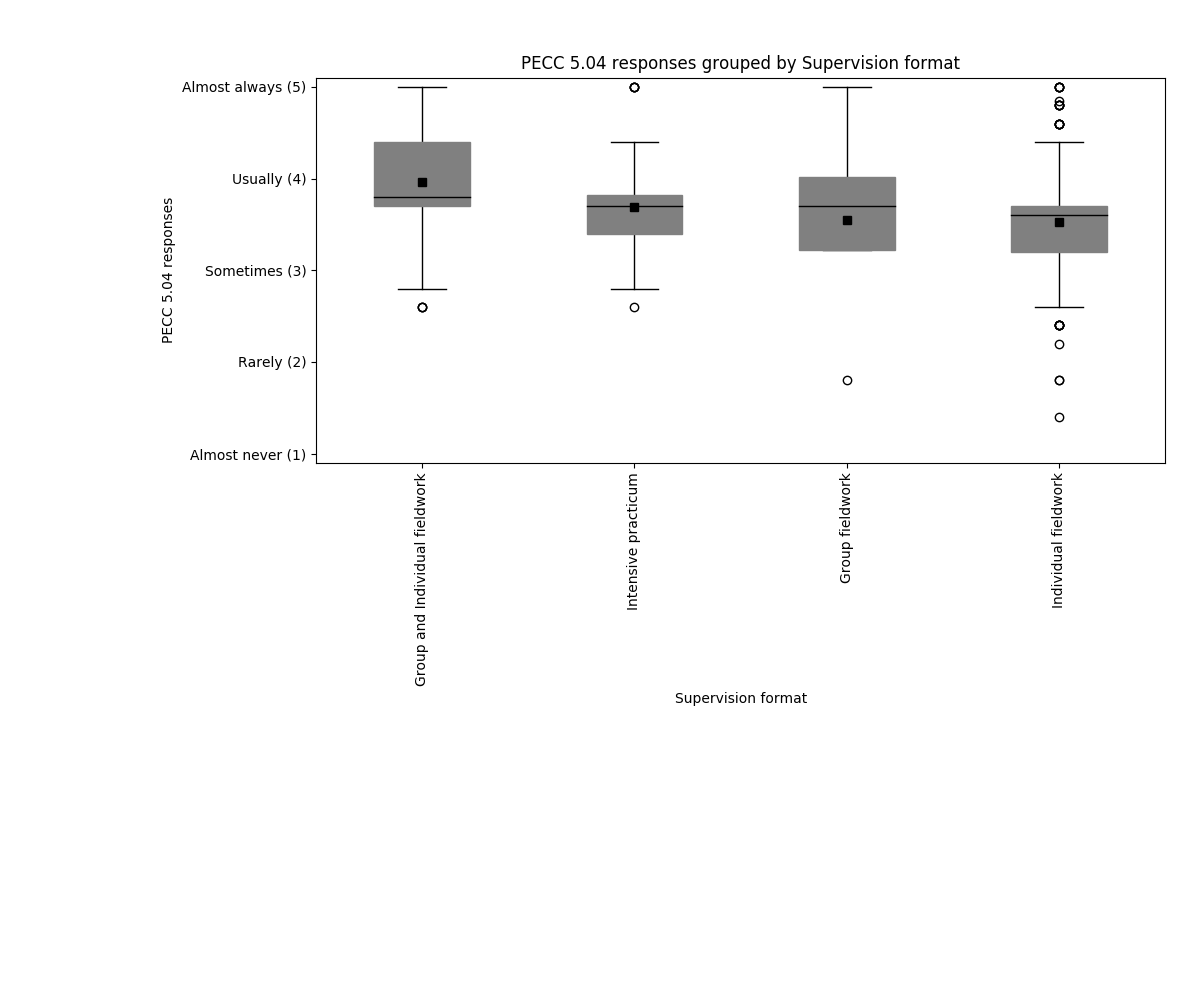 PECC 5.04 responses grouped by Supervision format
Almost always (5)
Usually (4)
Sometimes (3)
Rarely (2)
Almost never (1)
PECC 5.04 responses
Group and Individual fieldwork
Intensive practicum
Group fieldwork
Individual fieldwork
Supervision format